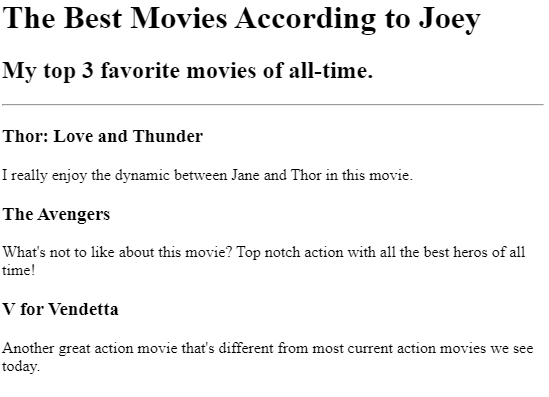 The Best Movies According to Joey
My top 3 favorite movies of all-time.
Thor: Love and Thunder
I really enjoy the dynamic between Jane and Thor in this movie.
The Avengers
What's not to like about this movie? Top notch action with all the best heros of all
time!
V for Vendetta
Another great action movie that's different from most current action movies we see
today.